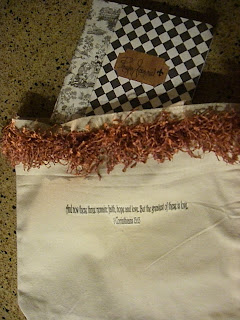 Journal
And now these three remain: faith, hope and love. But the greatest of these is love.
1 Corinthians 13:13